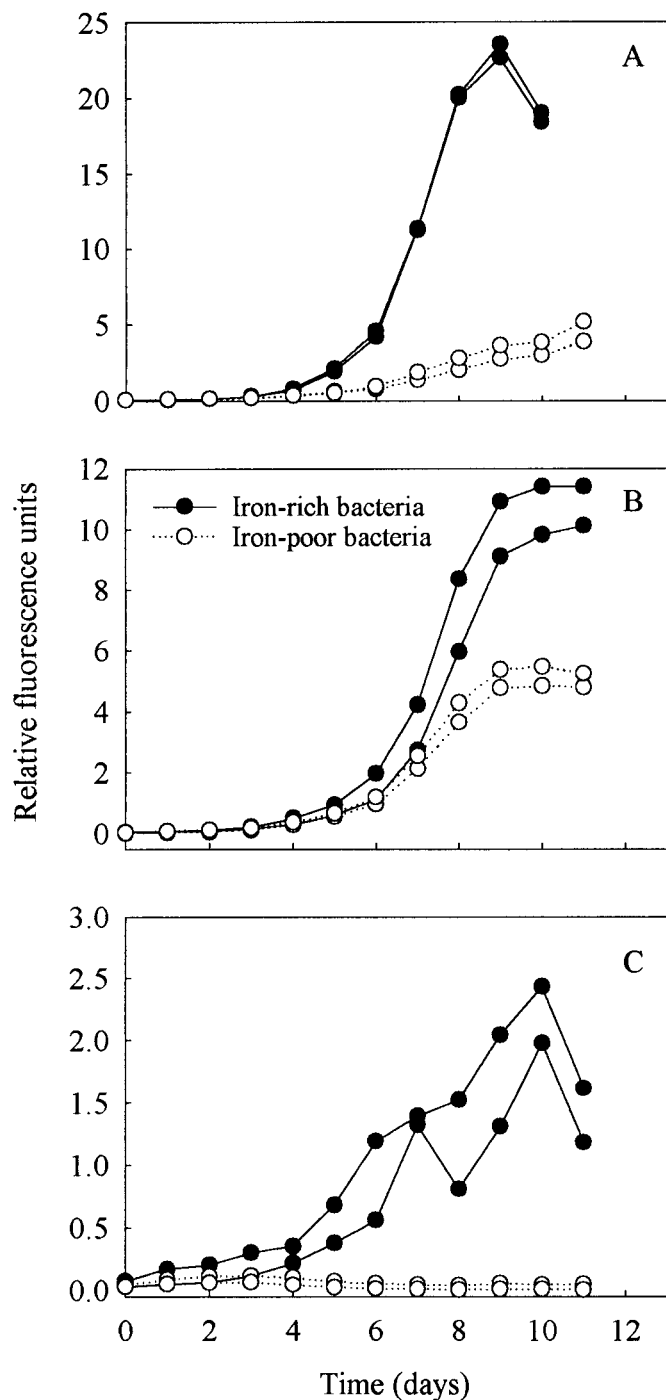 25
20
15
10
5
0
A
12
10
8
6
4
2
0
B
Iron-rich bacteria
Iron-poor bacteria
Relative fluorescence units
3.0
2.5
2.0
1.5
1.0
0.5
0.0
C
0 2 4 6 8 10 12
Time (days)